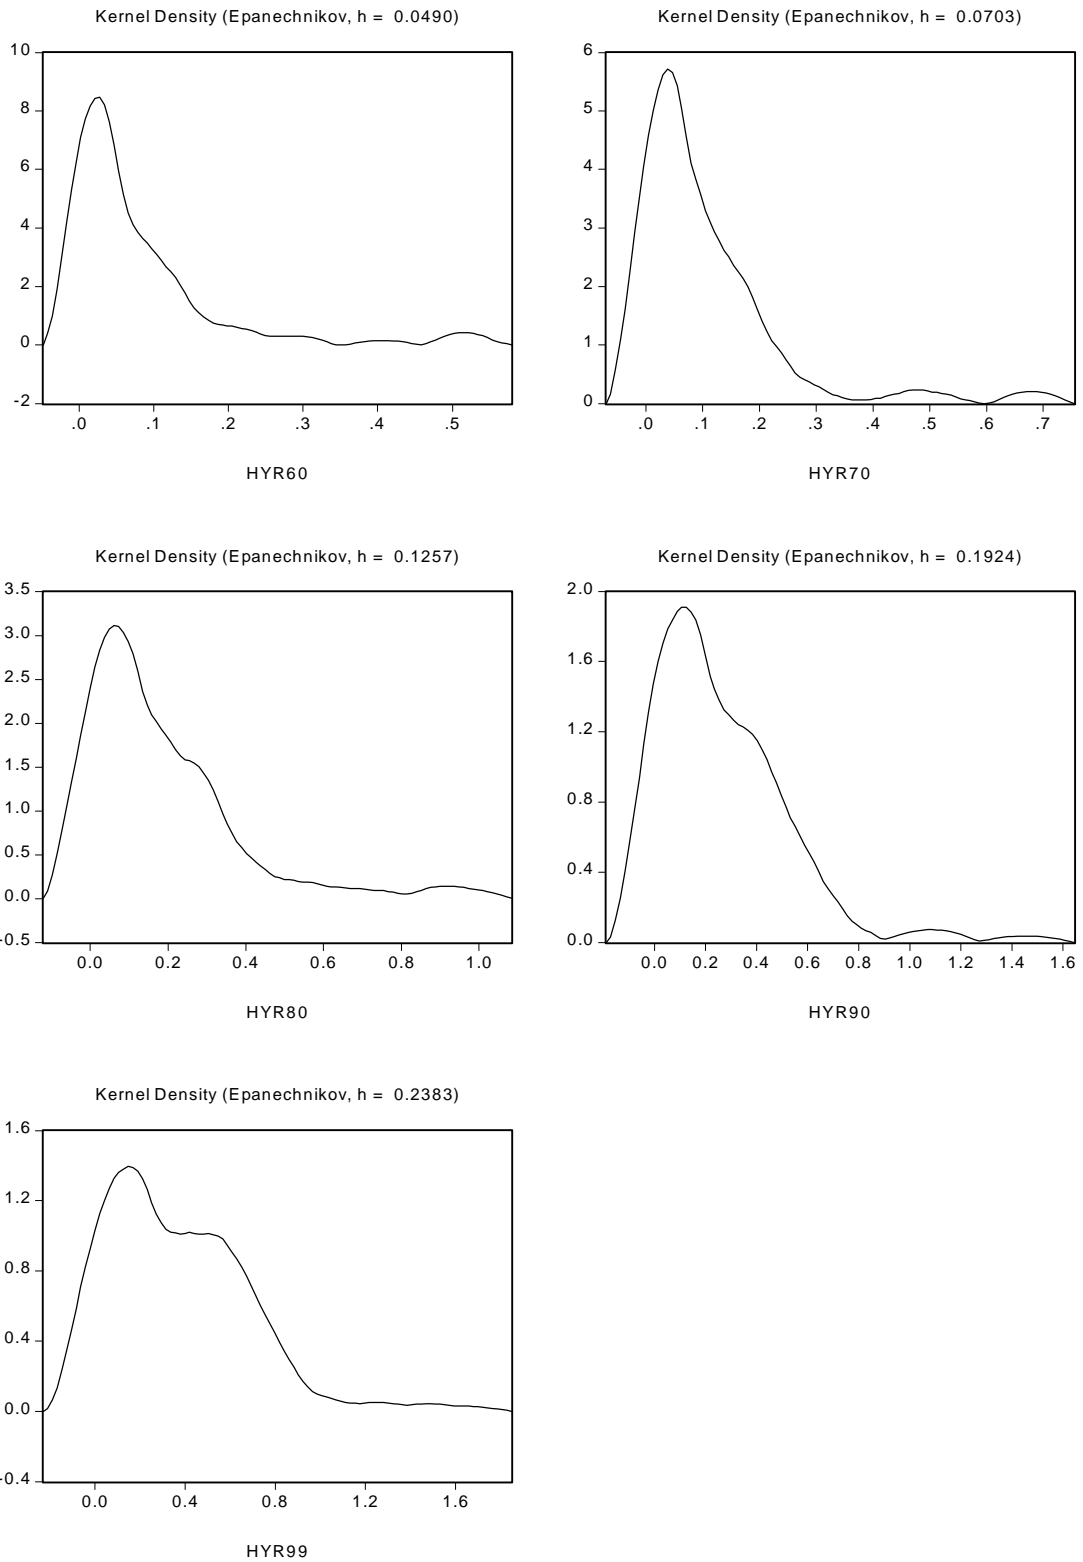 Kernel Density (Epanechnikov, h = 0.0490)
10
8
6
4
2
0
-2
.0 .1 .2 .3 .4 .5
HYR60
Kernel Density (Epanechnikov, h = 0.0703)
6
5
4
3
2
1
0
.0 .1 .2 .3 .4 .5 .6 .7
HYR70
Kernel Density (Epanechnikov, h = 0.1257)
3.5
3.0
2.5
2.0
1.5
1.0
0.5
0.0
-0.5
0.0 0.2 0.4 0.6 0.8 1.0
HYR80
Kernel Density (Epanechnikov, h = 0.1924)
2.0
1.6
1.2
0.8
0.4
0.0
0.0 0.2 0.4 0.6 0.8 1.0 1.2 1.4 1.6
HYR90
Kernel Density (Epanechnikov, h = 0.2383)
1.6
1.2
0.8
0.4
0.0
-0.4
0.0 0.4 0.8 1.2 1.6
HYR99